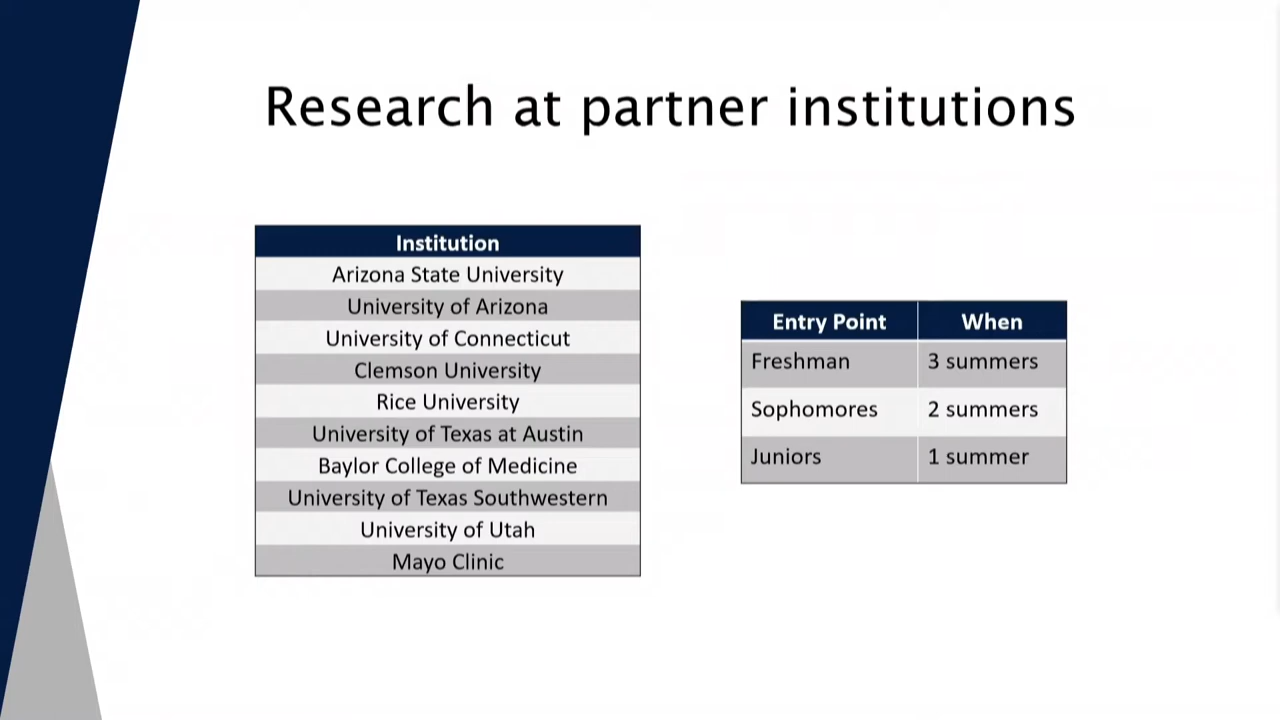 Research at partner institutions
Institution
Arizona State University
University of Arizona
University of Connecticut
Clemson University
Rice University
University of Texas at Austin
Baylor College of Medicine
University of Texas Southwestern
University of Utah
Mayo Clinic
Entry Point When
Freshman 3 summers
Sophomores 2 summers
Juniors 1 summer